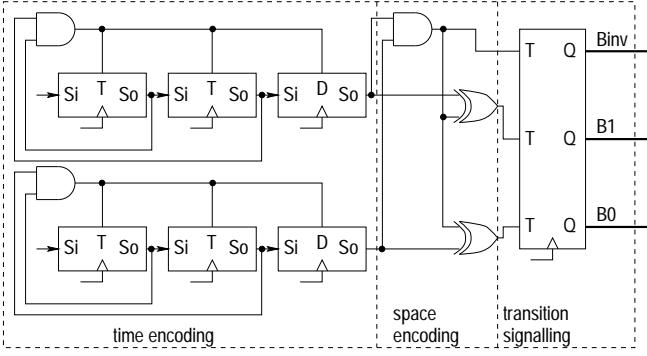 T Q Binv
Si T So Si T So Si D So
T Q B1
T Q B0
Si T So Si T So Si D So
time encoding
space
encoding
transition
signalling